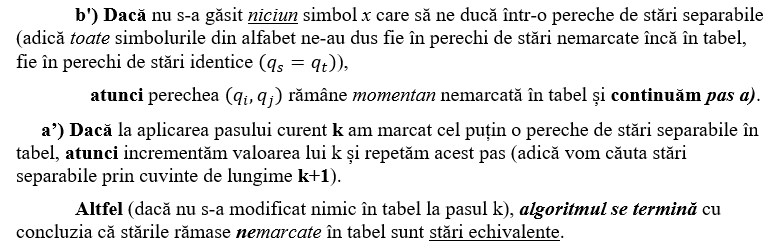 b') Dacă nu s-a găsit niciun simbol x care să ne ducă într-o pereche de stări separabile
(adică toate simbolurile din alfabet ne-au dus fie în perechi de stări nemarcate încă în tabel,
fie în perechi de stări identice (qₛ = qₜ)),
atunci perechea (qᵢ, qⱼ) rămâne momentan nemarcată în tabel și continuăm pas a).
a’) Dacă la aplicarea pasului curent k am marcat cel puțin o pereche de stări separabile în
tabel, atunci incrementăm valoarea lui k și repetăm acest pas (adică vom căuta stări
separabile prin cuvinte de lungime k+1).
Altfel (dacă nu s-a modificat nimic în tabel la pasul k), algoritmul se termină cu
concluzia că stările rămase nemarcate în tabel sunt stări echivalente.